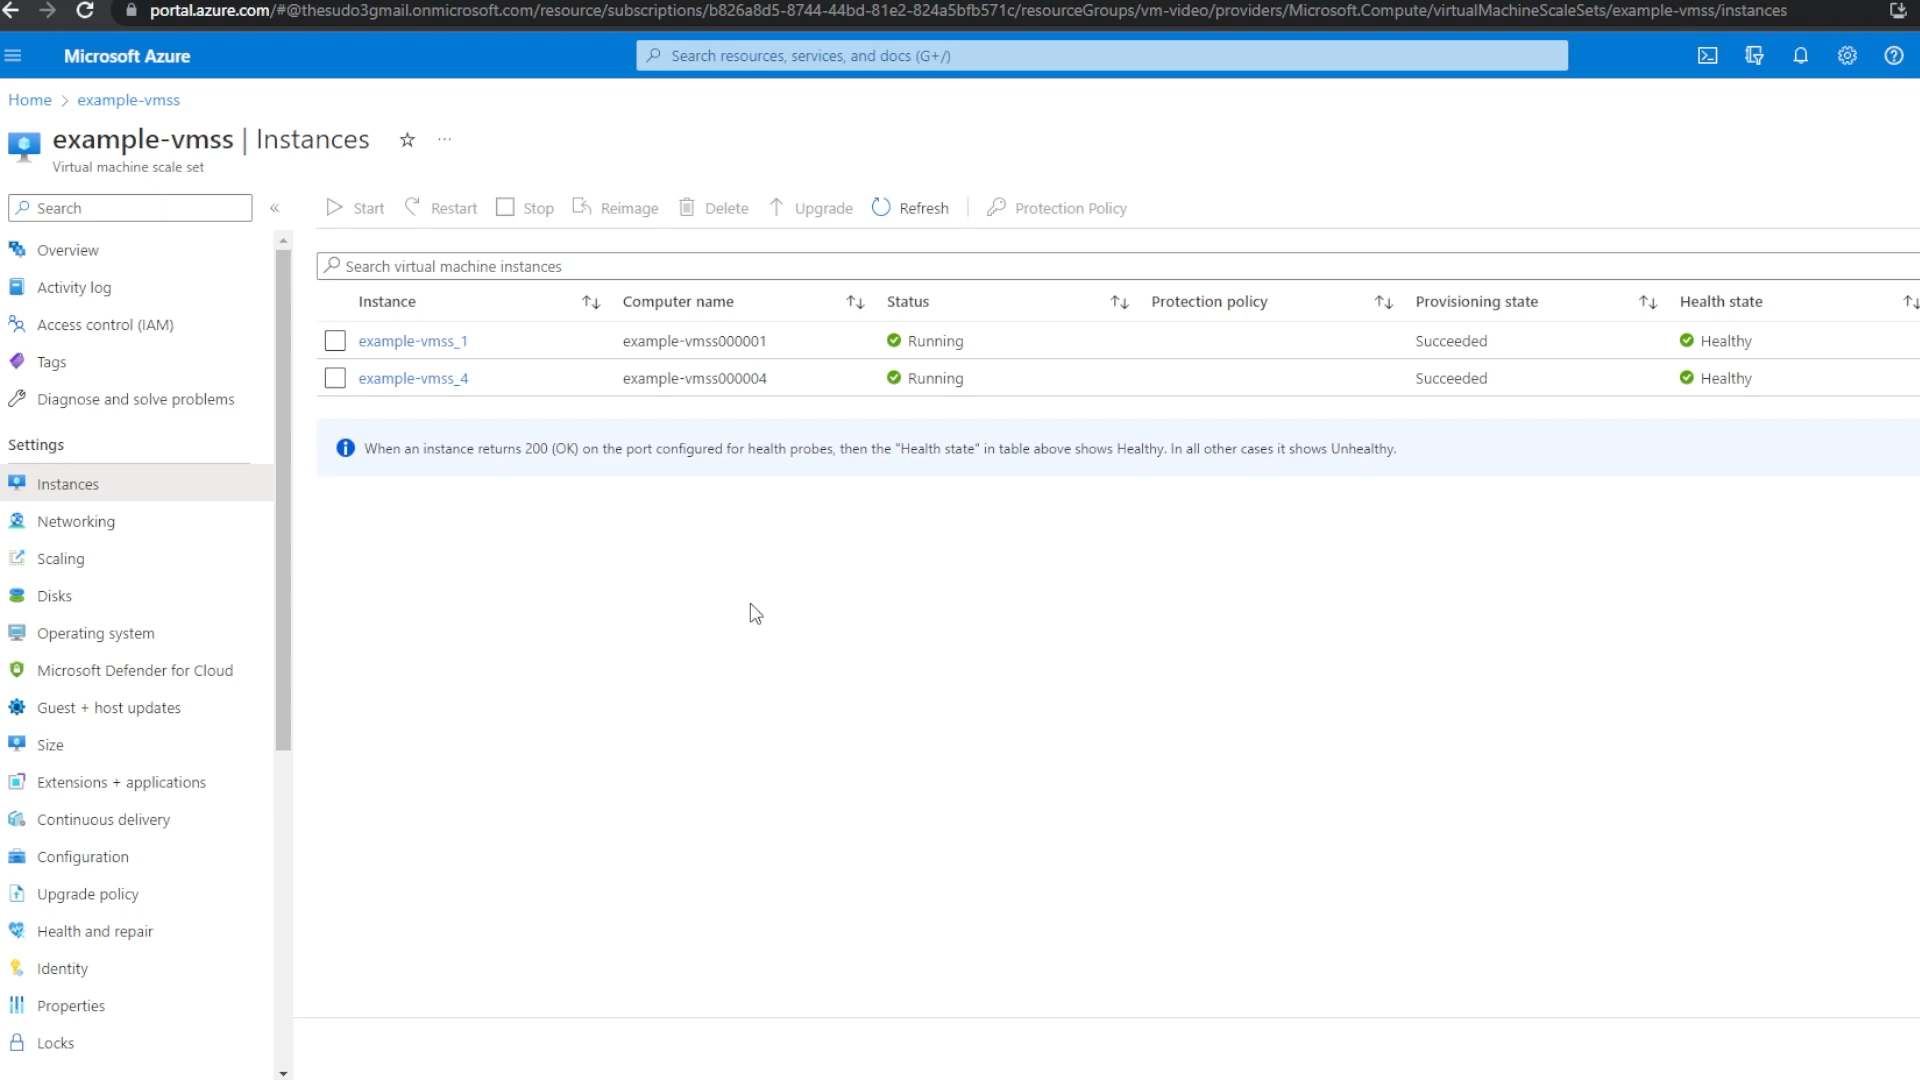 portal.azure.com/#@thesudo3gmail.onmicrosoft.com/resource/subscriptions/b826a8d5-8744-44bd-81e2-824a5bfb571c/resourceGroups/vm-video/providers/Microsoft.Compute/virtualMachineScaleSets/example-vmss/instances
Microsoft Azure
Search resources, services, and docs (G+/)
Home > example-vmss
example-vmss | Instances
Virtual machine scale set
Search
Start Restart Stop Reimage Delete Upgrade Refresh Protection Policy
Overview
Activity log
Access control (IAM)
Tags
Diagnose and solve problems
Settings
Instances
Networking
Scaling
Disks
Operating system
Microsoft Defender for Cloud
Guest + host updates
Size
Extensions + applications
Continuous delivery
Configuration
Upgrade policy
Health and repair
Identity
Properties
Locks
Search virtual machine instances
Instance Computer name Status Protection policy Provisioning state Health state
example-vmss_1 example-vmss000001 Running Succeeded Healthy
example-vmss_4 example-vmss000004 Running Succeeded Healthy
When an instance returns 200 (OK) on the port configured for health probes, then the "Health state" in table above shows Healthy. In all other cases it shows Unhealthy.